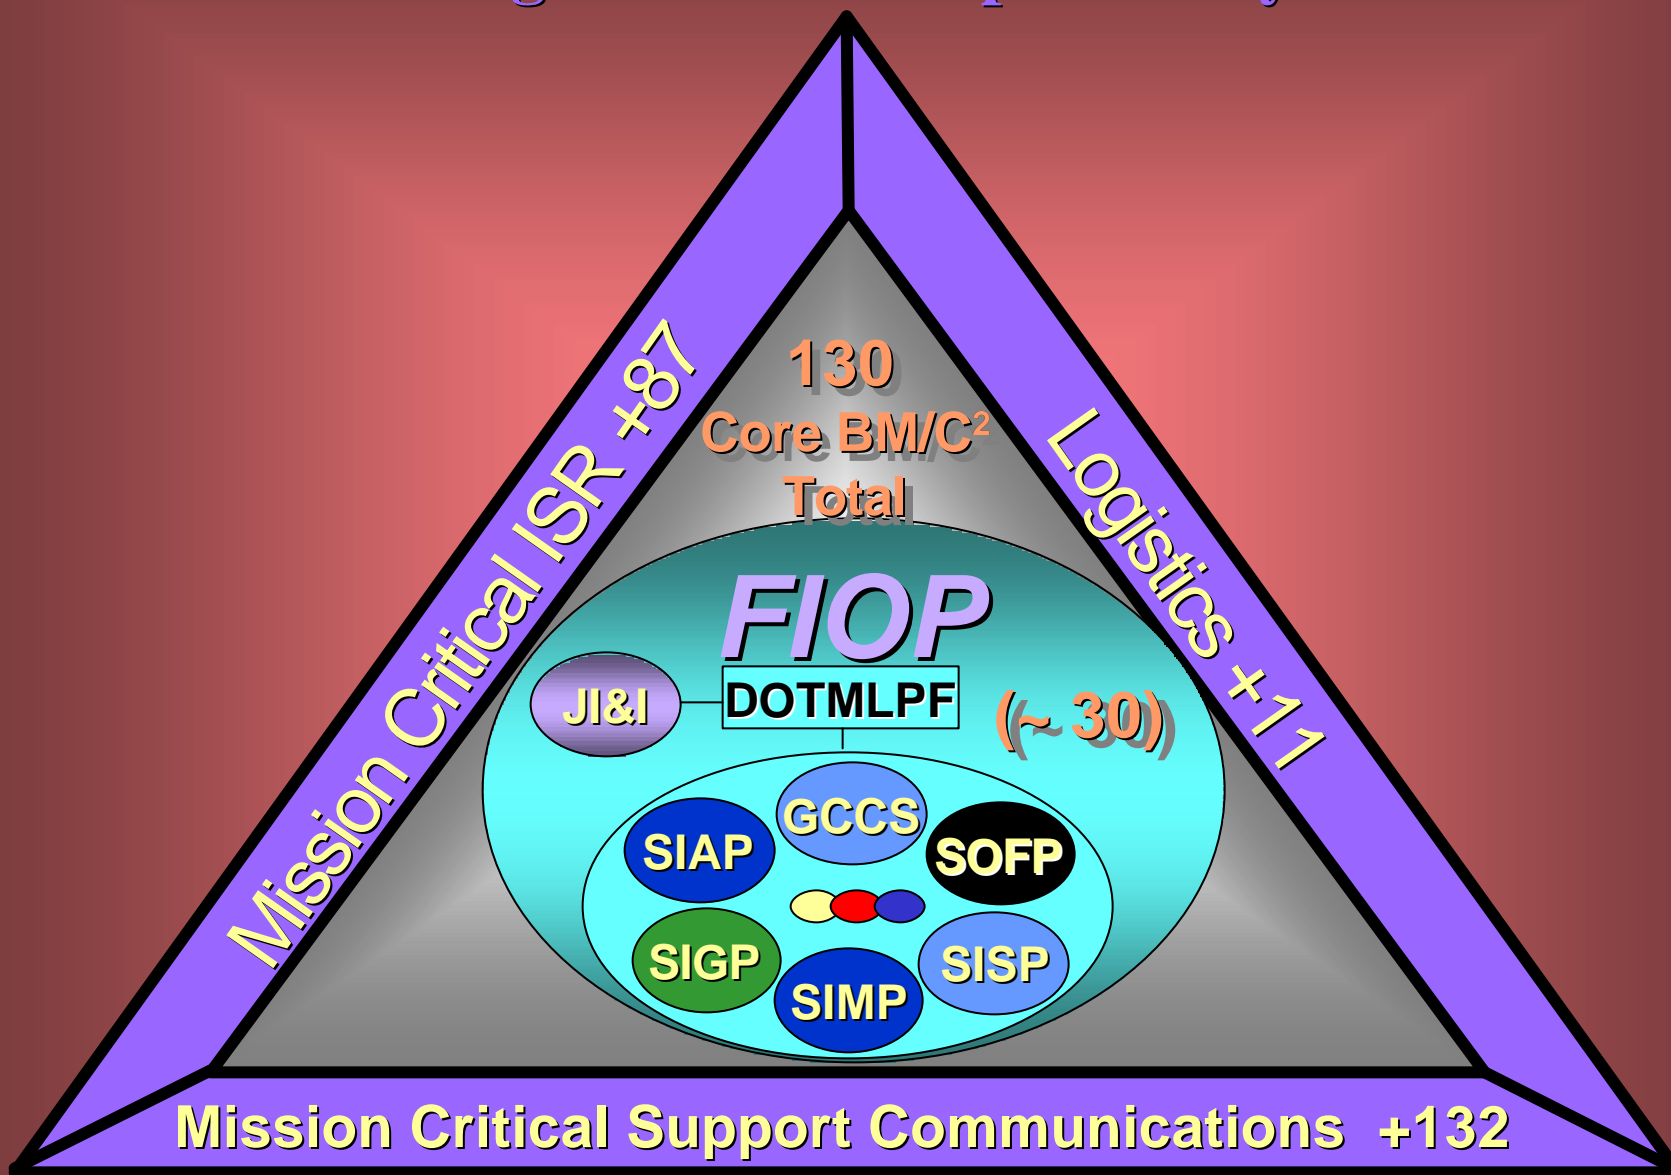 130
Core BM/C²
Total
Mission Critical ISR +87
Logistics +11
FIOP
JI&I
DOTMLPF
(~ 30)
GCCS
SIAP
SOFP
SIGP
SISP
SIMP
Mission Critical Support Communications +132